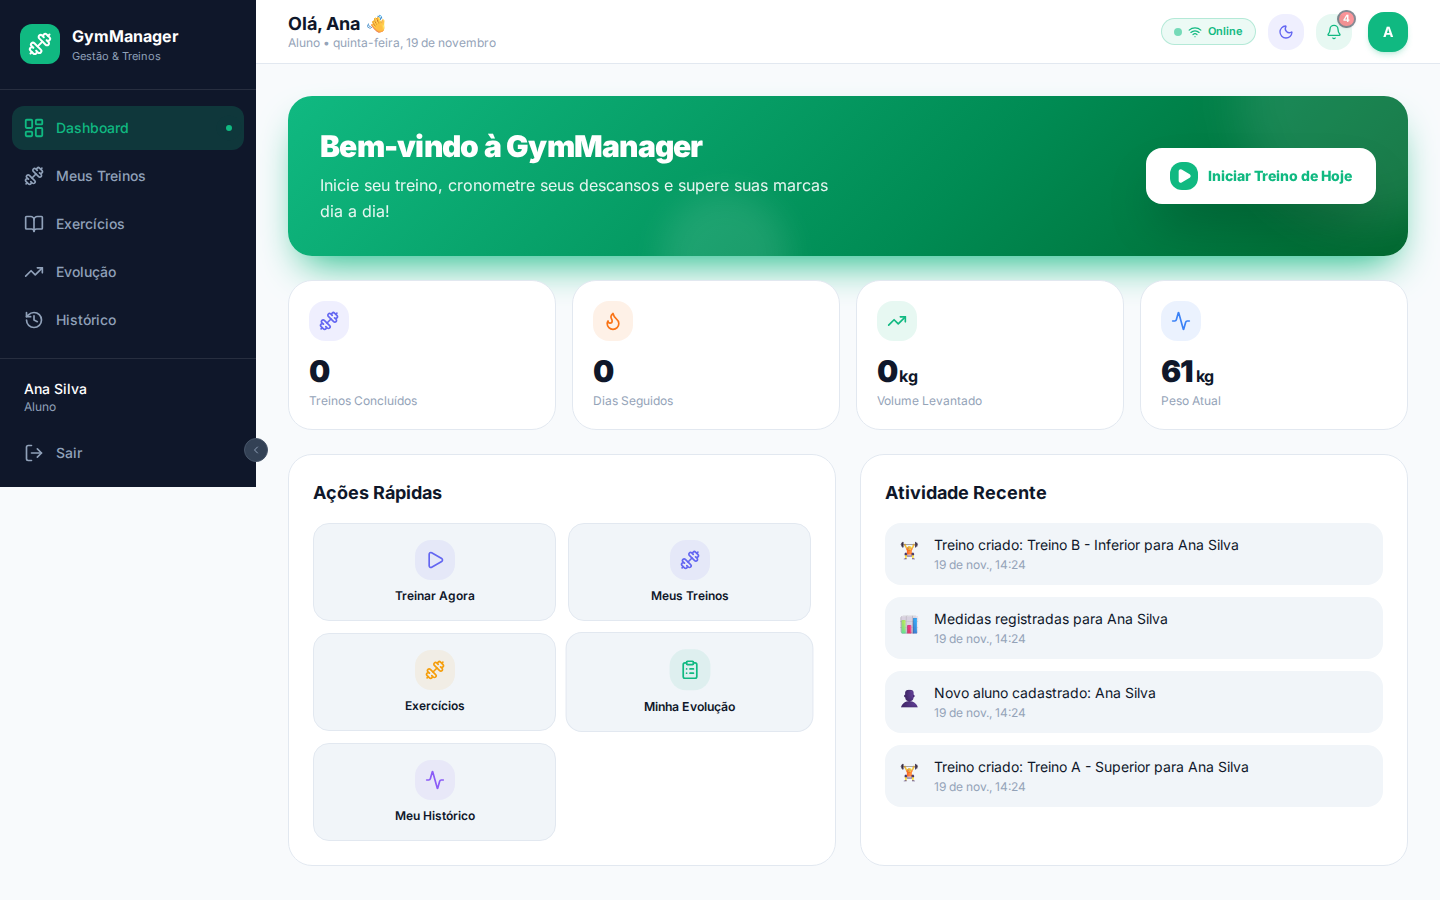 GymManager
Gestão & Treinos
Dashboard
Meus Treinos
Exercícios
Evolução
Histórico
Ana Silva
Aluno
Sair
Olá, Ana 👋
Aluno • quinta-feira, 19 de novembro
Online
4
A
Bem-vindo à GymManager
Inicie seu treino, cronometre seus descansos e supere suas marcas
dia a dia!
Iniciar Treino de Hoje
0
Treinos Concluídos
0
Dias Seguidos
0kg
Volume Levantado
61kg
Peso Atual
Ações Rápidas
Treinar Agora
Meus Treinos
Exercícios
Minha Evolução
Meu Histórico
Atividade Recente
Treino criado: Treino B - Inferior para Ana Silva
19 de nov., 14:24
Medidas registradas para Ana Silva
19 de nov., 14:24
Novo aluno cadastrado: Ana Silva
19 de nov., 14:24
Treino criado: Treino A - Superior para Ana Silva
19 de nov., 14:24